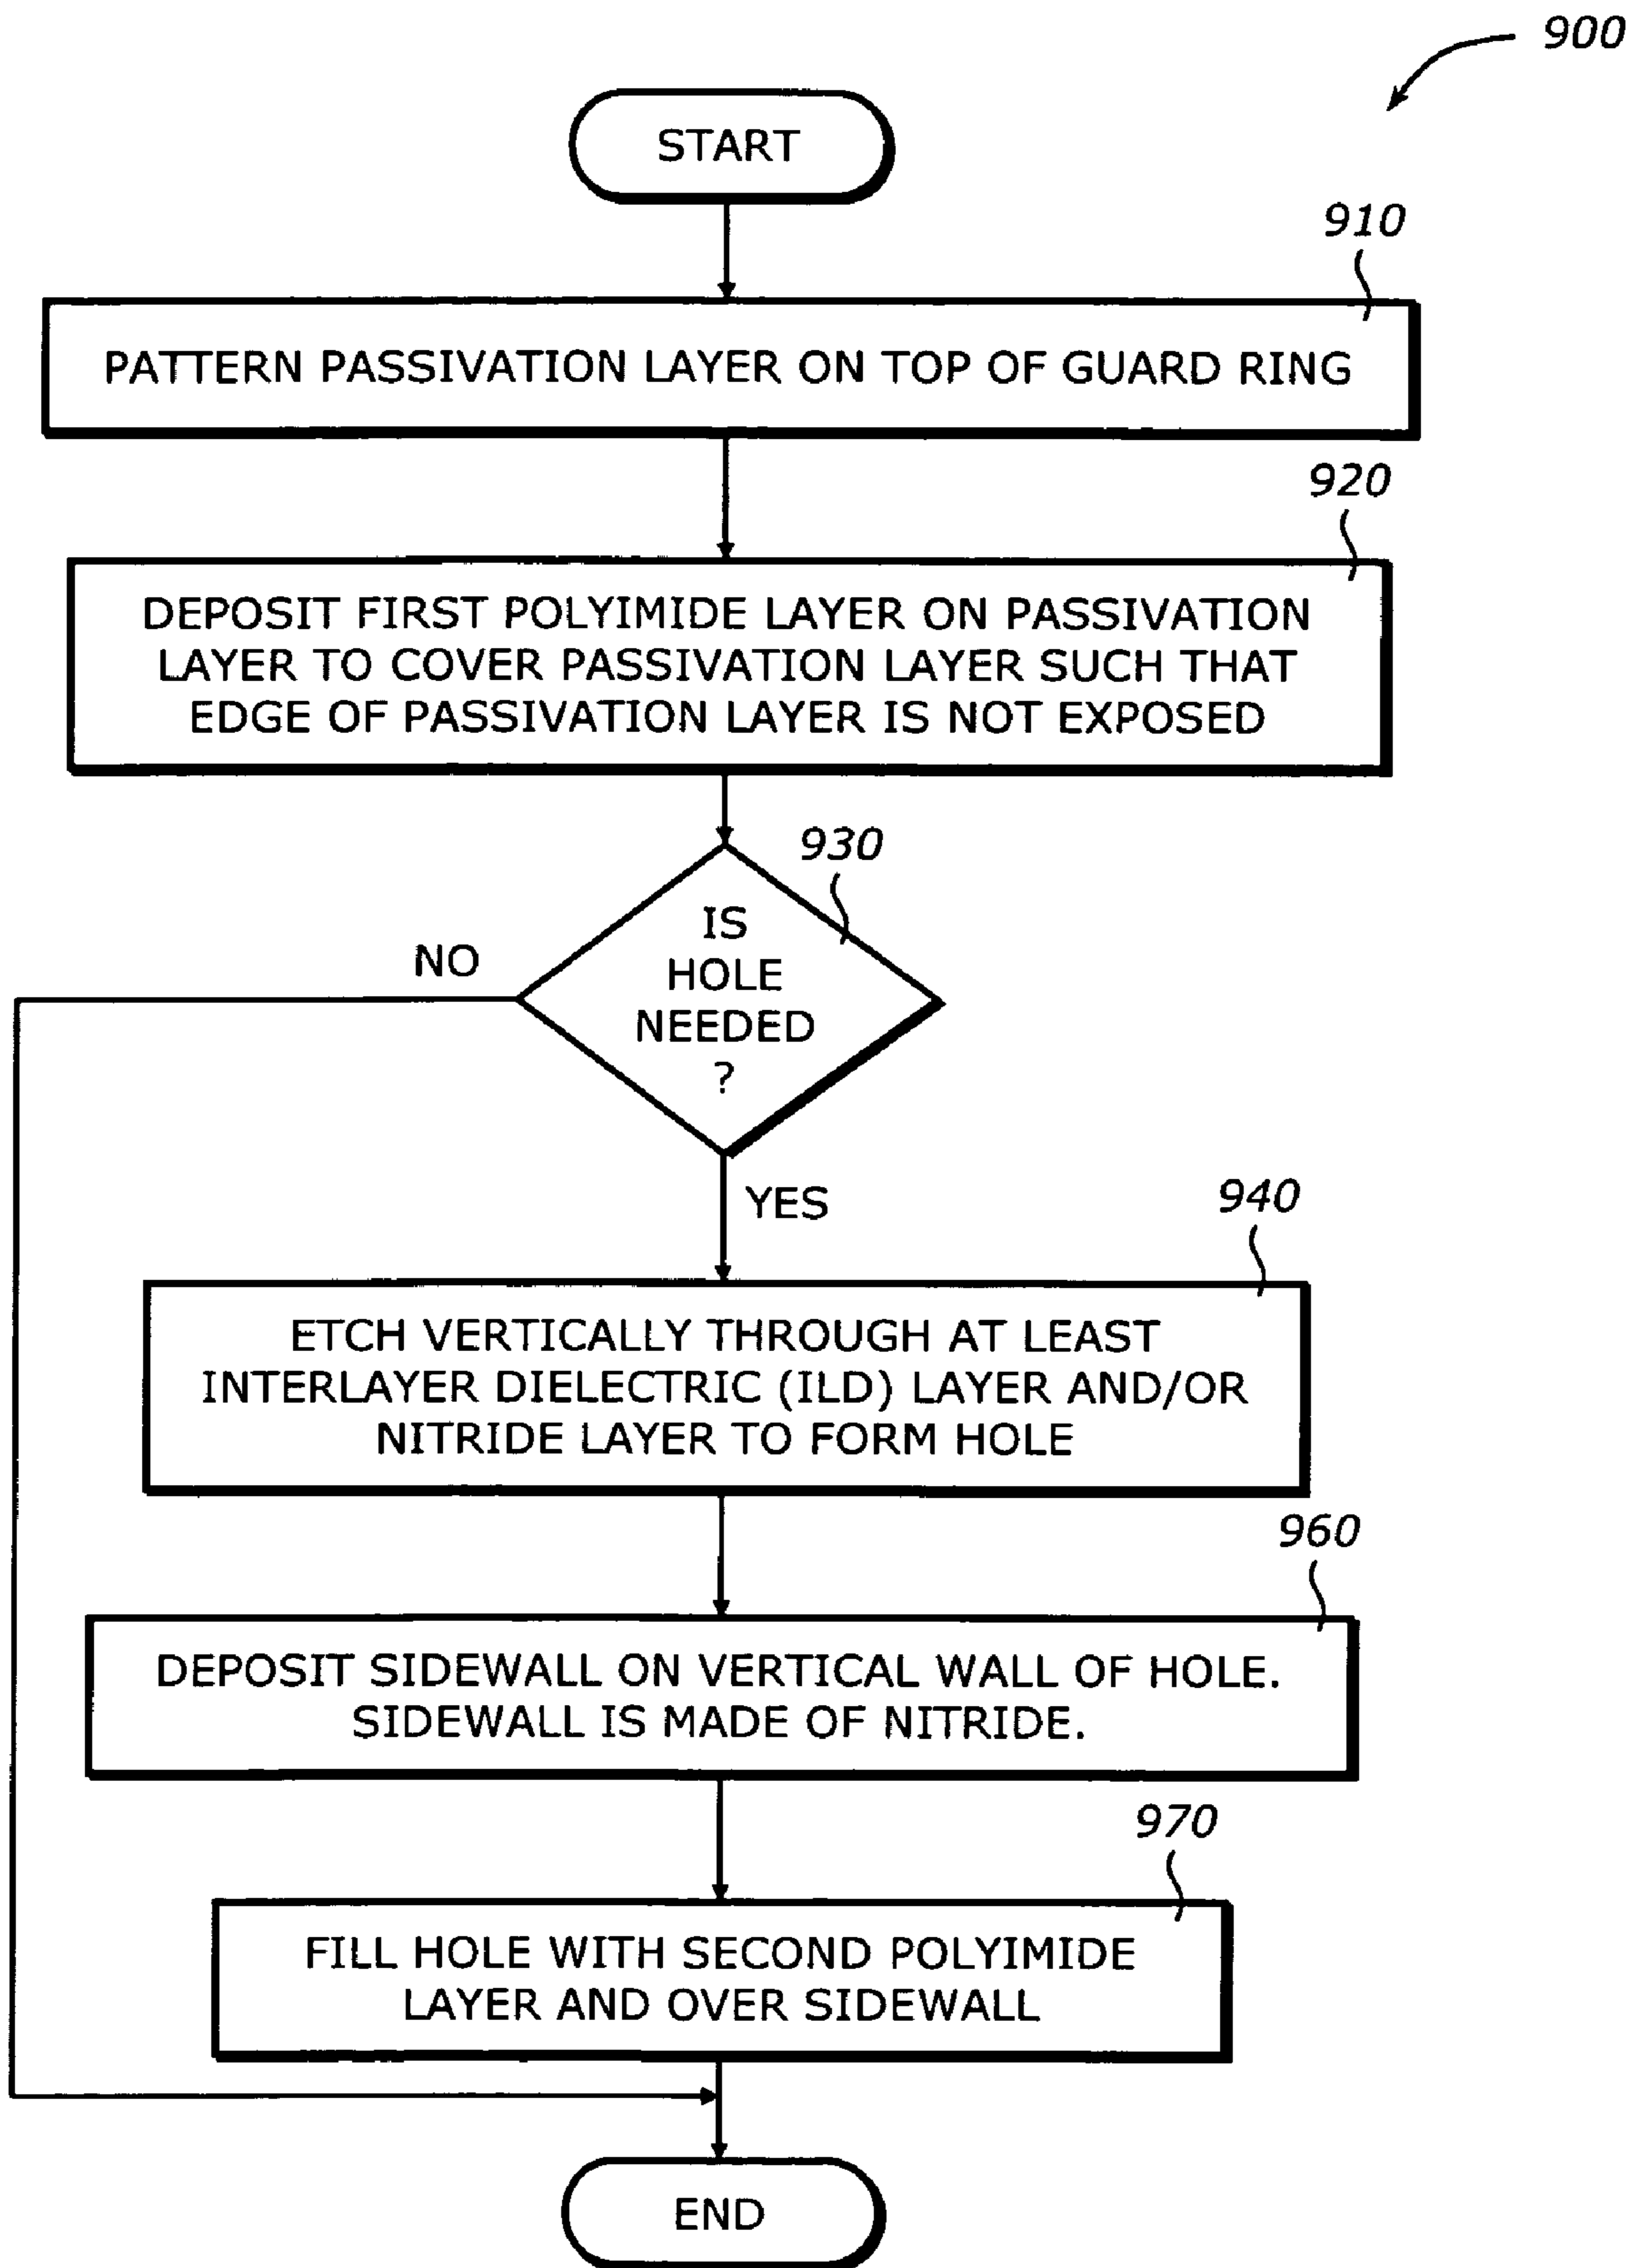 900
START
910
PATTERN PASSIVATION LAYER ON TOP OF GUARD RING
920
DEPOSIT FIRST POLYIMIDE LAYER ON PASSIVATION
LAYER TO COVER PASSIVATION LAYER SUCH THAT
EDGE OF PASSIVATION LAYER IS NOT EXPOSED
930
IS
HOLE
NEEDED
?
NO
YES
940
ETCH VERTICALLY THROUGH AT LEAST
INTERLAYER DIELECTRIC (ILD) LAYER AND/OR
NITRIDE LAYER TO FORM HOLE
960
DEPOSIT SIDEWALL ON VERTICAL WALL OF HOLE.
SIDEWALL IS MADE OF NITRIDE.
970
FILL HOLE WITH SECOND POLYIMIDE
LAYER AND OVER SIDEWALL
END